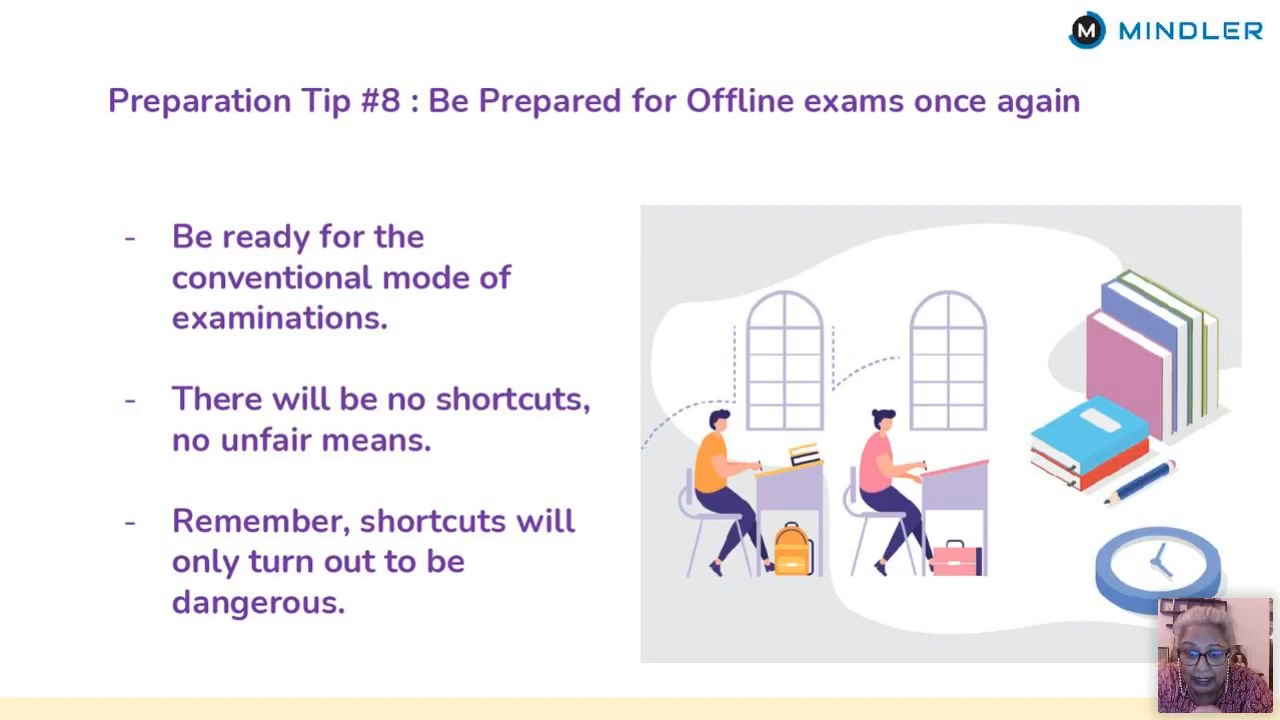 M MINDLER
Preparation Tip #8 : Be Prepared for Offline exams once again
- Be ready for the
conventional mode of
examinations.
- There will be no shortcuts,
no unfair means.
- Remember, shortcuts will
only turn out to be
dangerous.